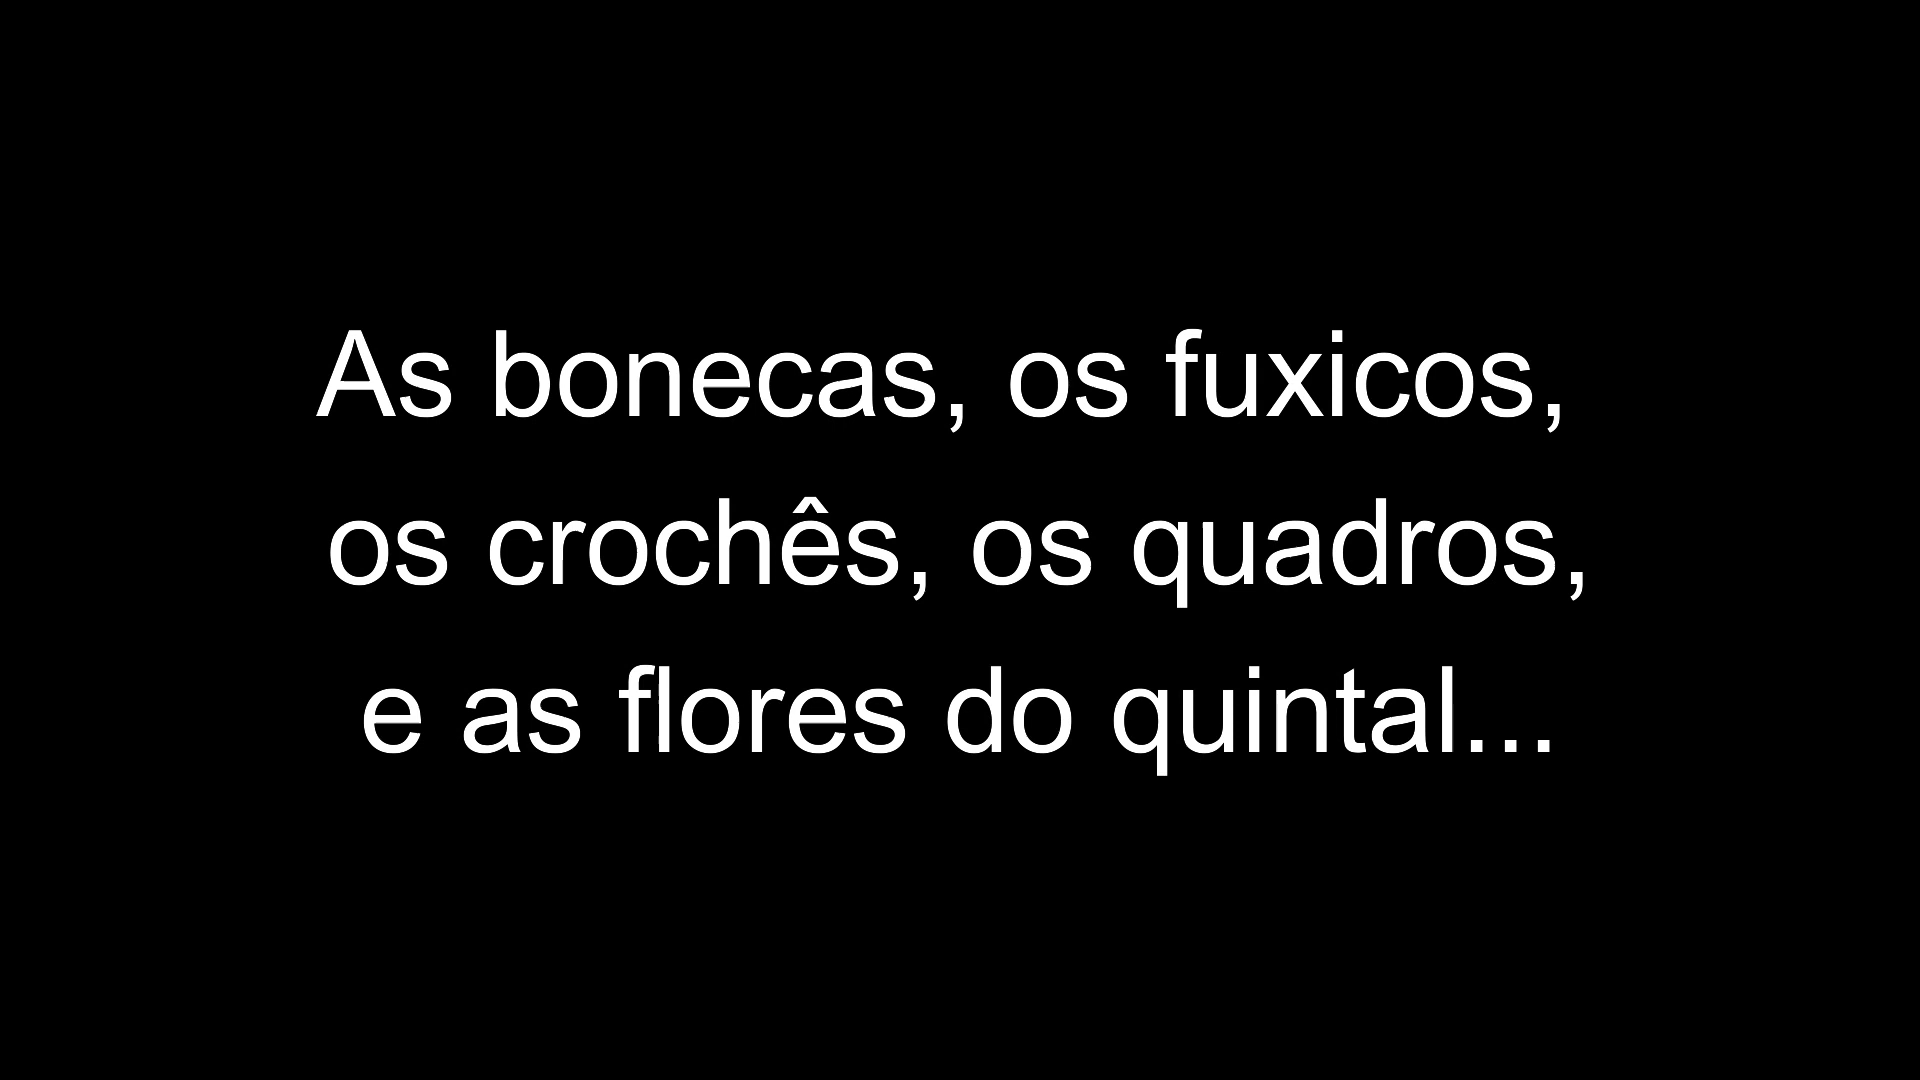 As bonecas, os fuxicos,
os crochês, os quadros,
e as flores do quintal...